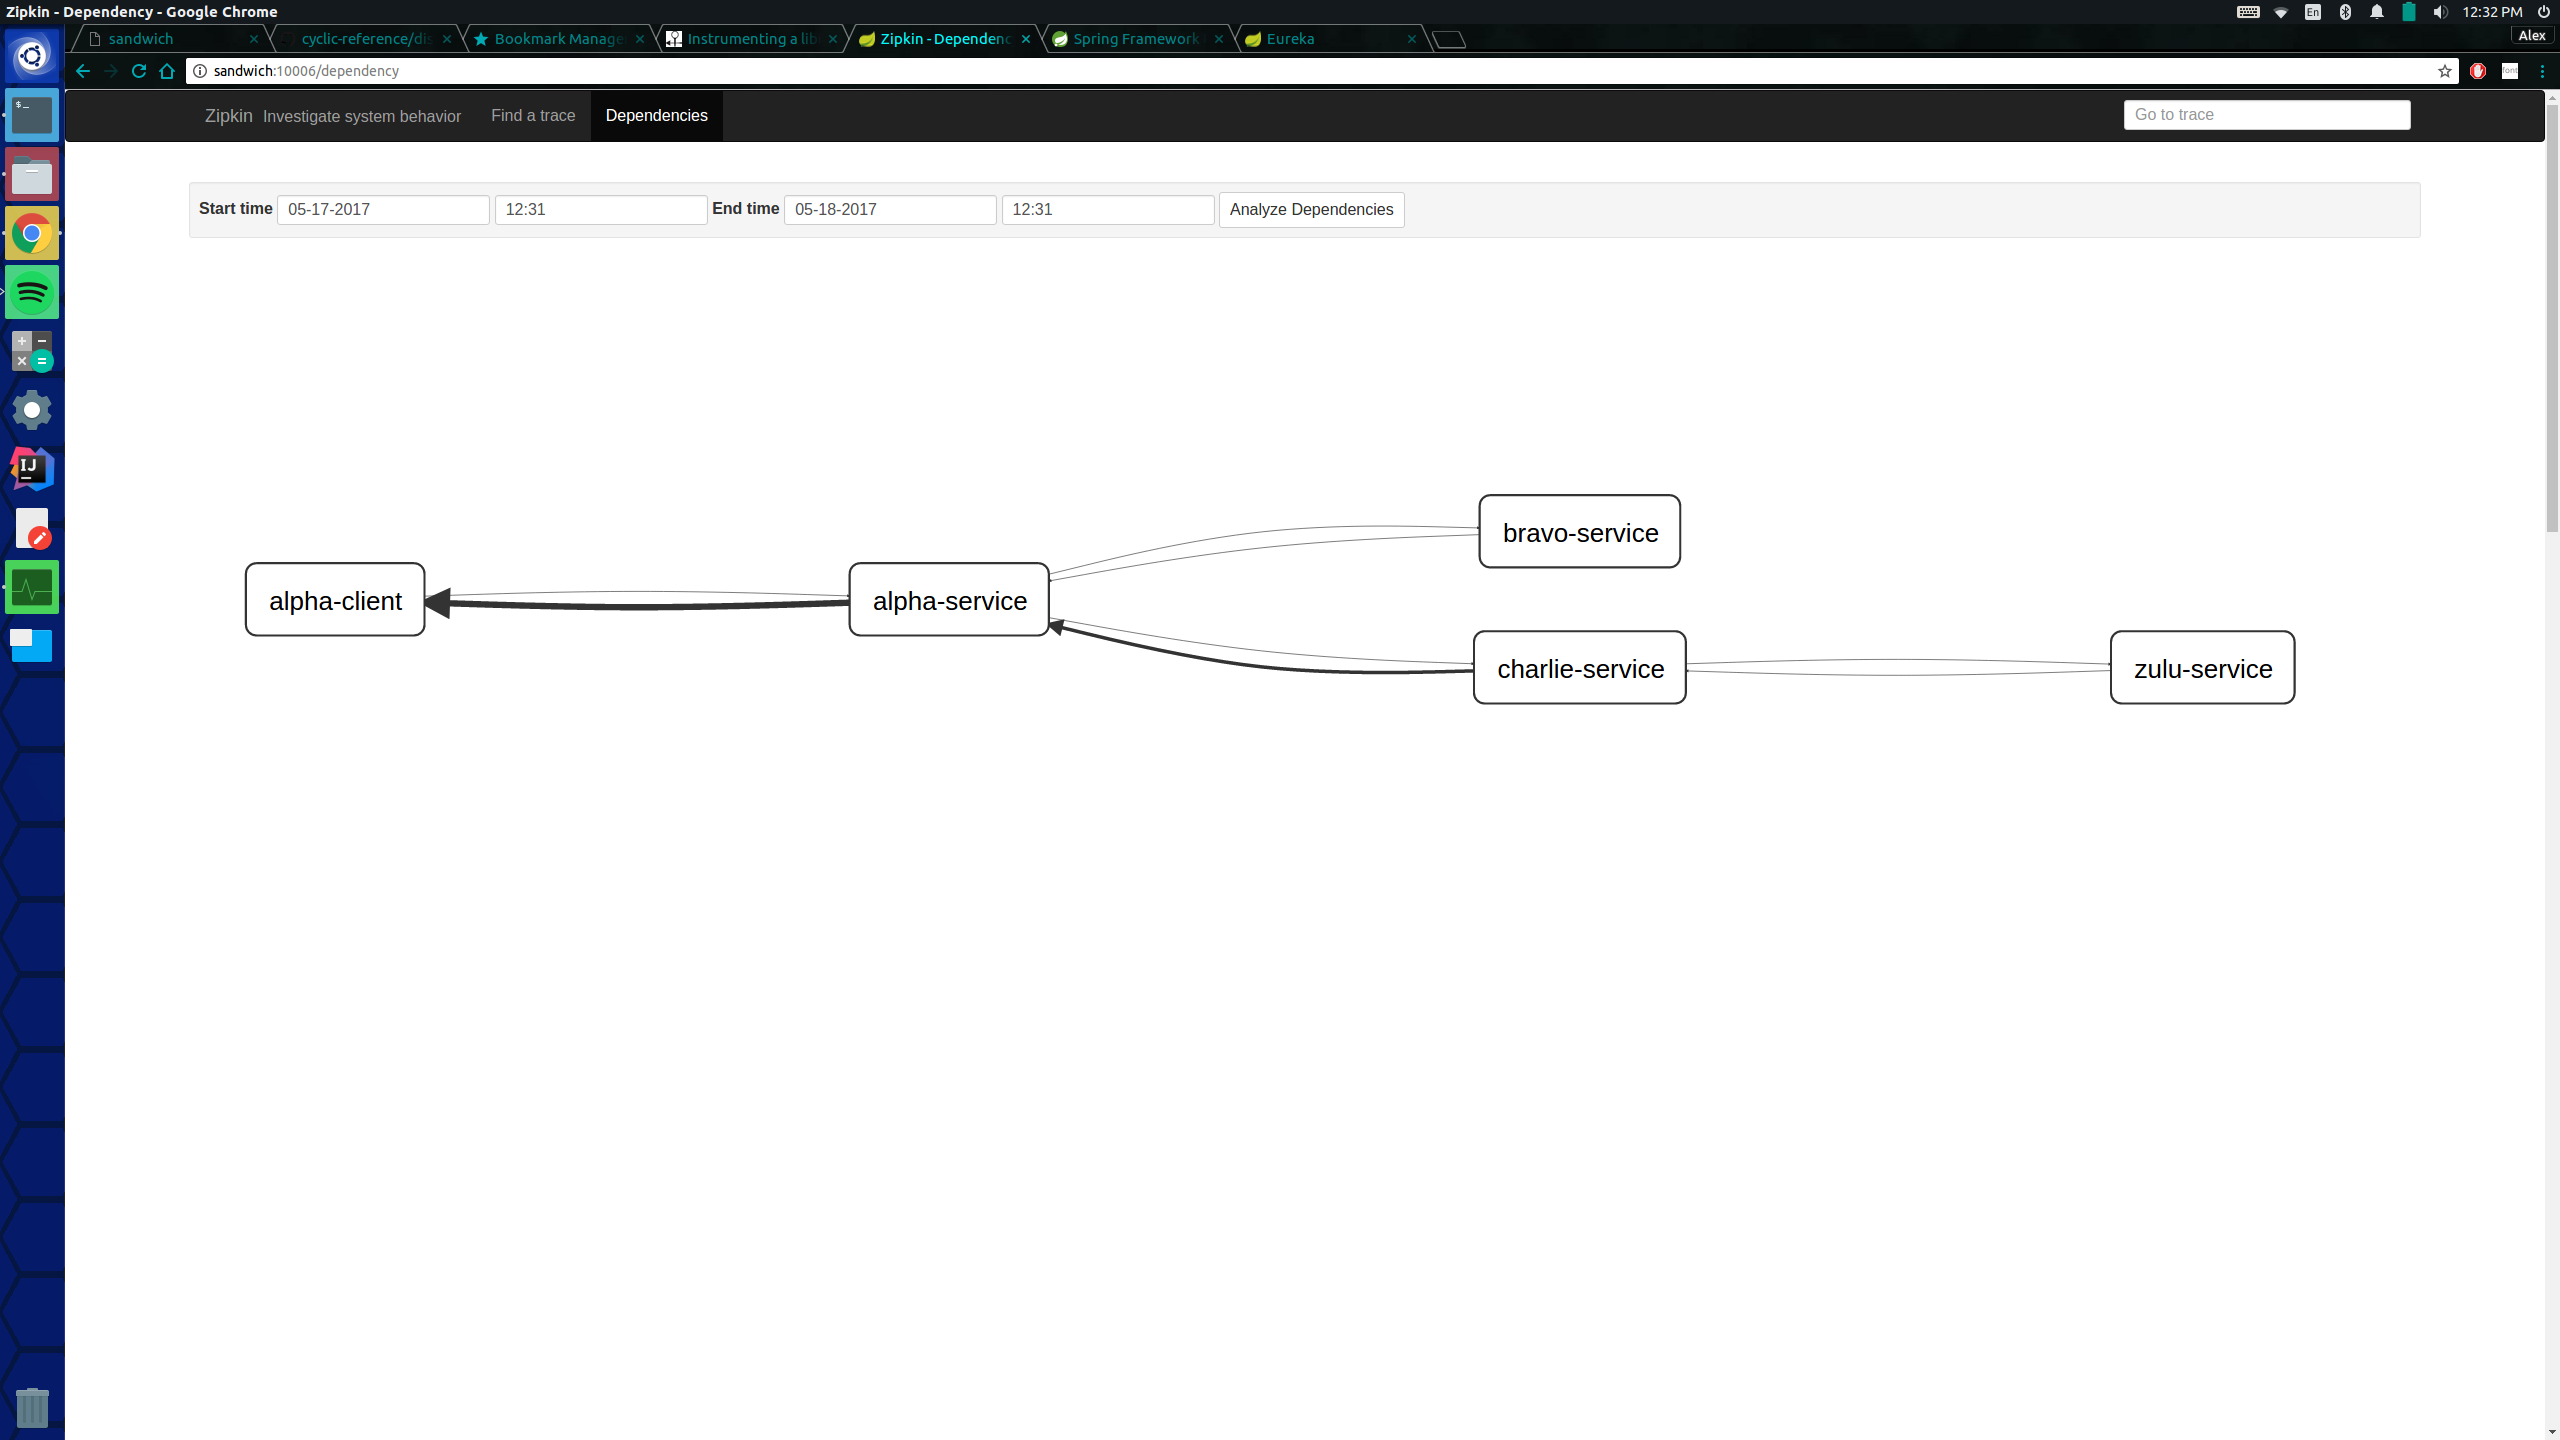 Zipkin - Dependency - Google Chrome
En
12:32 PM
sandwich
cyclic-reference/dis
Bookmark Manage
Instrumenting a lib
Zipkin - Dependenc
Spring Framework
Eureka
Alex
sandwich:10006/dependency
Zipkin Investigate system behavior Find a trace Dependencies
Go to trace
Start time 05-17-2017 12:31 End time 05-18-2017 12:31 Analyze Dependencies
bravo-service
alpha-client
alpha-service
charlie-service
zulu-service
$_
IJ